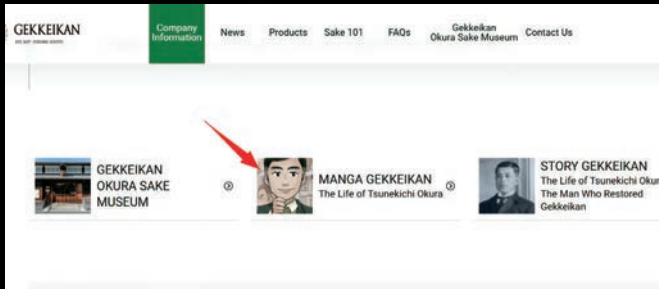 GEKKEIKAN
Company
Information
News
Products
Sake 101
FAQs
Gekkeikan
Okura Sake Museum
Contact Us
GEKKEIKAN
OKURA SAKE
MUSEUM
MANGA GEKKEIKAN
The Life of Tsunekichi Okura
STORY GEKKEIKAN
The Life of Tsunekichi Okur
The Man Who Restored
Gekkeikan